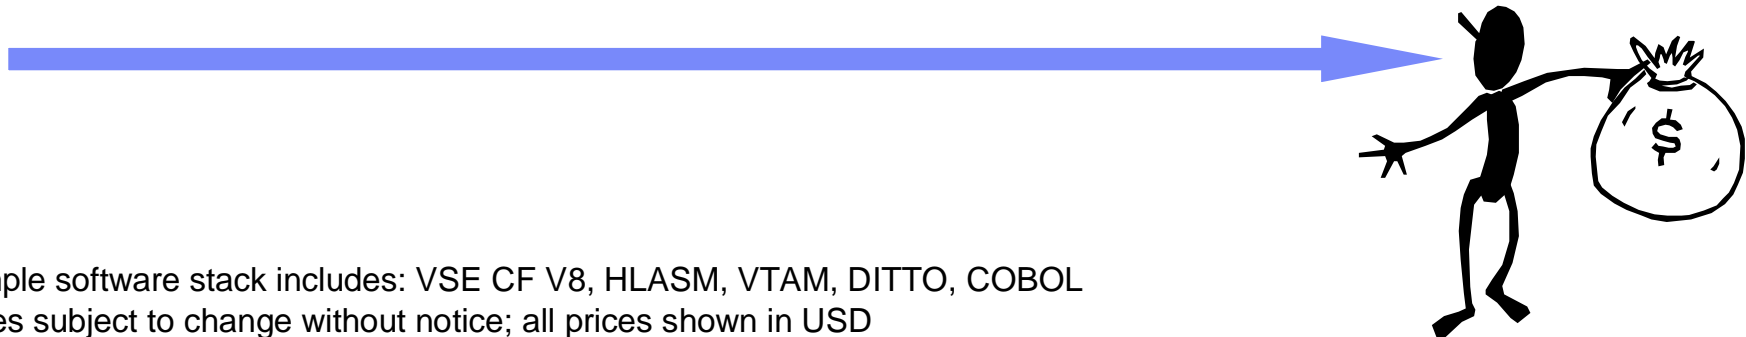 $
ple software stack includes: VSE CF V8, HLASM, VTAM, DITTO, COBOL
es subject to change without notice; all prices shown in USD